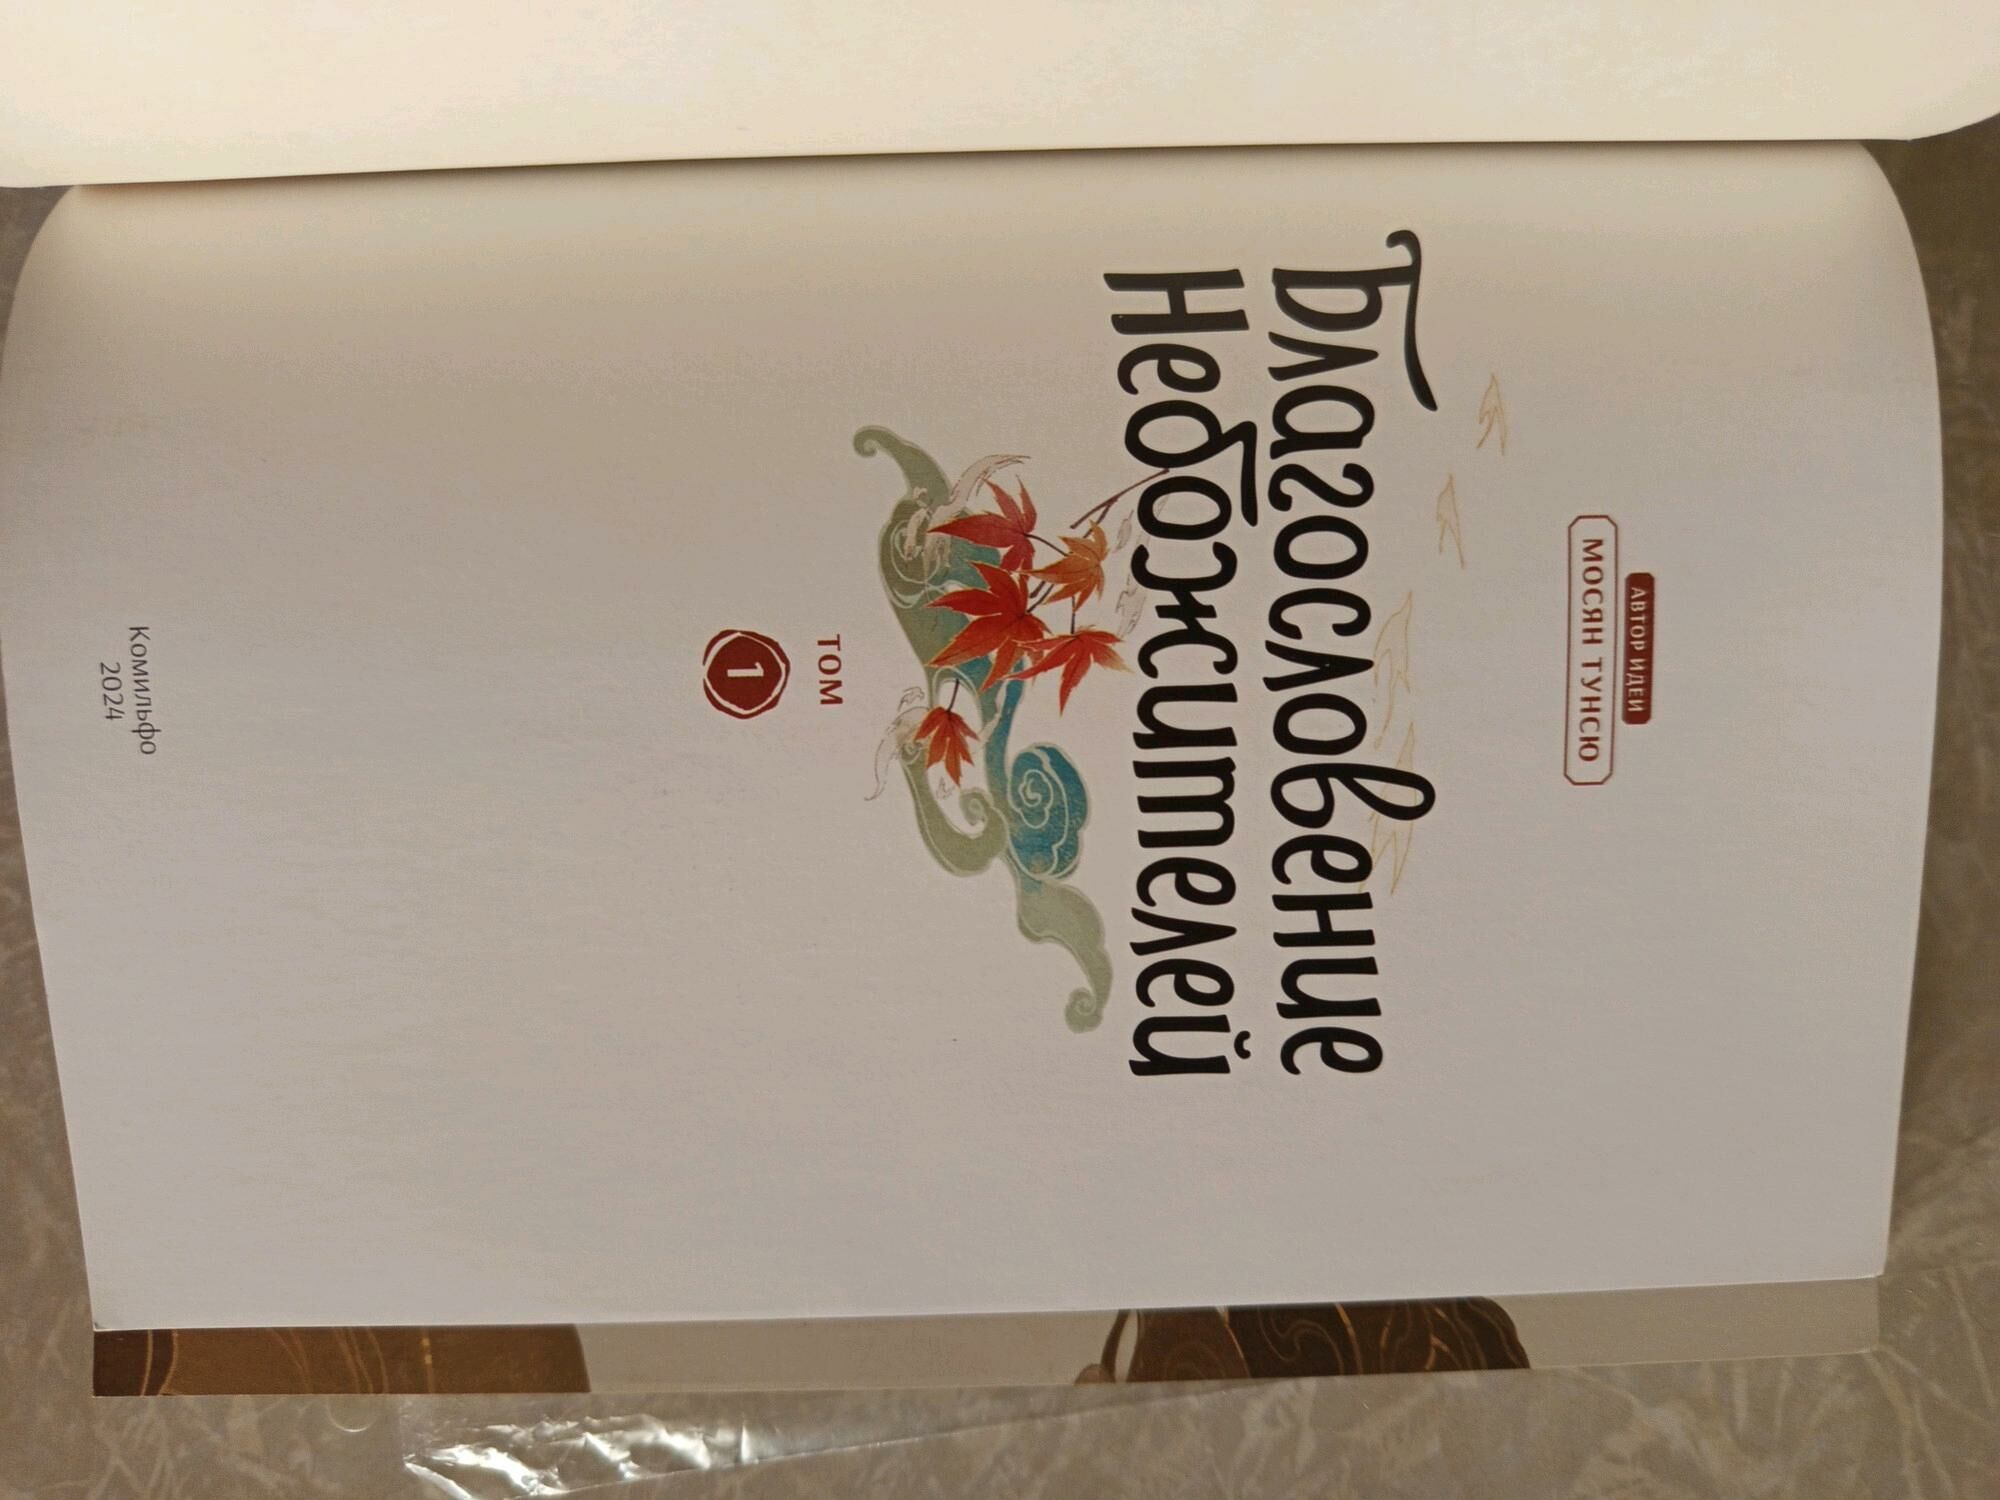 АВТОР ИДЕИ
МОСЯН ТУНСЮ
Благословение
Небожителей
ТОМ
1
Комильфо
2024